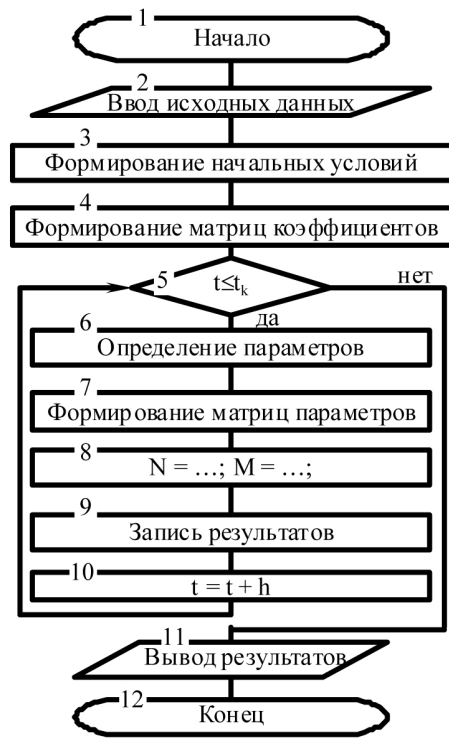 1
Начало
2
Ввод исходных данных
3
Формирование начальных условий
4
Формирование матриц коэффициентов
5
t≤tₖ
нет
да
6
Определение параметров
7
Формирование матриц параметров
8
N = ...; M = ...;
9
Запись результатов
10
t = t + h
11
Вывод результатов
12
Конец